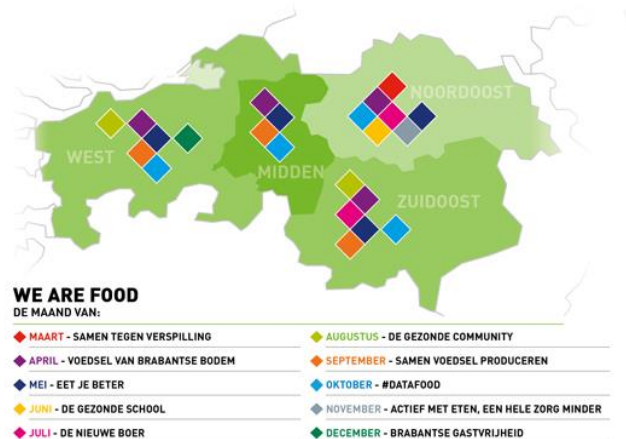 NOORDOOST
WEST
MIDDEN
ZUIDOOST
WE ARE FOOD
DE MAAND VAN:
MAART - SAMEN TEGEN VERSPILLING
APRIL - VOEDSEL VAN BRABANTSE BODEM
MEI - EET JE BETER
JUNI - DE GEZONDE SCHOOL
JULI - DE NIEUWE BOER
AUGUSTUS - DE GEZONDE COMMUNITY
SEPTEMBER - SAMEN VOEDSEL PRODUCEREN
OKTOBER - #DATAFOOD
NOVEMBER - ACTIEF MET ETEN, EEN HELE ZORG MINDER
DECEMBER - BRABANTSE GASTVRIJHEID